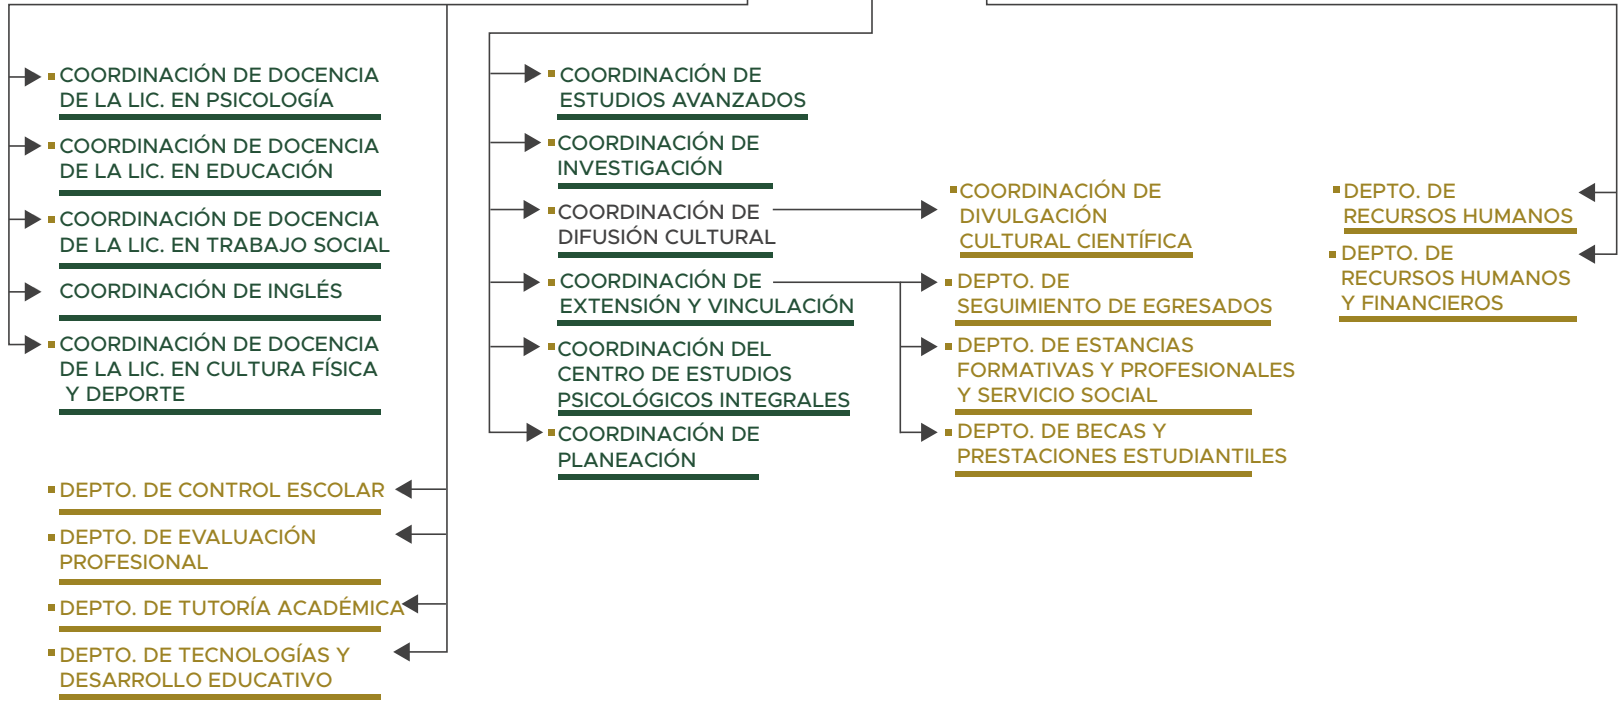 COORDINACIÓN DE DOCENCIA
DE LA LIC. EN PSICOLOGÍA
COORDINACIÓN DE DOCENCIA
DE LA LIC. EN EDUCACIÓN
COORDINACIÓN DE DOCENCIA
DE LA LIC. EN TRABAJO SOCIAL
COORDINACIÓN DE INGLÉS
COORDINACIÓN DE DOCENCIA
DE LA LIC. EN CULTURA FÍSICA
Y DEPORTE
DEPTO. DE CONTROL ESCOLAR
DEPTO. DE EVALUACIÓN
PROFESIONAL
DEPTO. DE TUTORÍA ACADÉMICA
DEPTO. DE TECNOLOGÍAS Y
DESARROLLO EDUCATIVO
COORDINACIÓN DE
ESTUDIOS AVANZADOS
COORDINACIÓN DE
INVESTIGACIÓN
COORDINACIÓN DE
DIFUSIÓN CULTURAL
COORDINACIÓN DE
EXTENSIÓN Y VINCULACIÓN
COORDINACIÓN DEL
CENTRO DE ESTUDIOS
PSICOLÓGICOS INTEGRALES
COORDINACIÓN DE
PLANEACIÓN
COORDINACIÓN DE
DIVULGACIÓN
CULTURAL CIENTÍFICA
DEPTO. DE
SEGUIMIENTO DE EGRESADOS
DEPTO. DE ESTANCIAS
FORMATIVAS Y PROFESIONALES
Y SERVICIO SOCIAL
DEPTO. DE BECAS Y
PRESTACIONES ESTUDIANTILES
DEPTO. DE
RECURSOS HUMANOS
DEPTO. DE
RECURSOS HUMANOS
Y FINANCIEROS